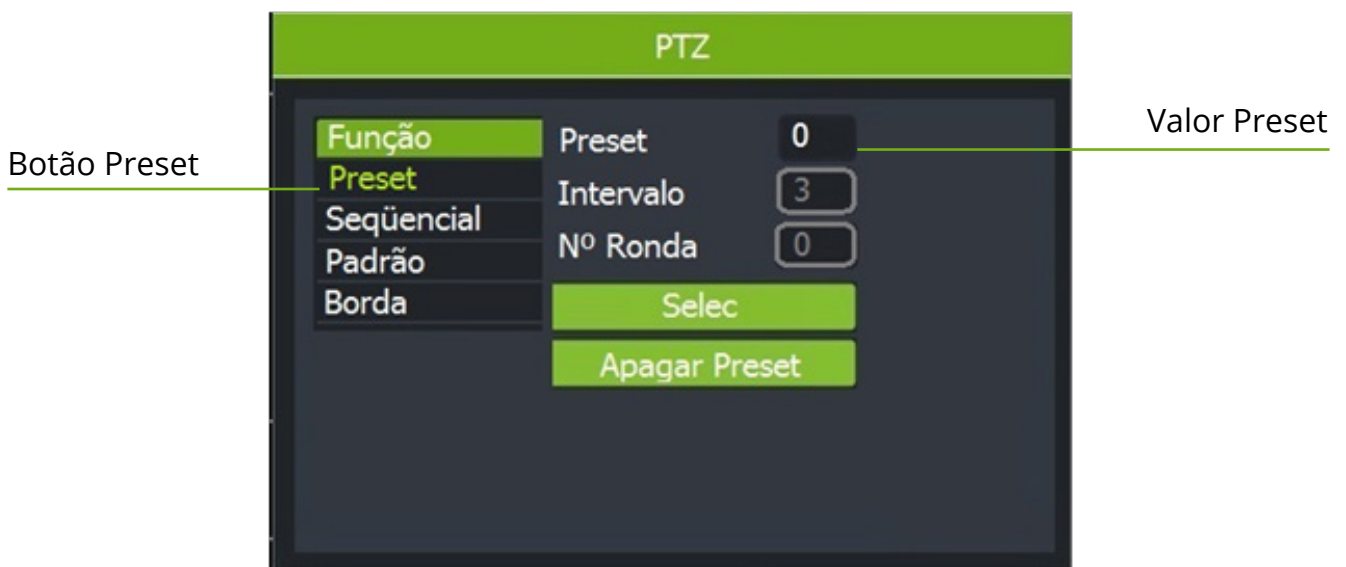 PTZ
Botão Preset
Função
Preset
Seqüencial
Padrão
Borda
Preset 0
Intervalo 3
Nº Ronda 0
Selec
Apagar Preset
Valor Preset